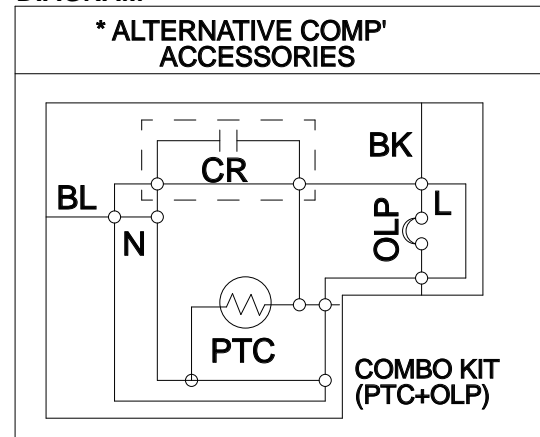 * ALTERNATIVE COMP'
ACCESSORIES
BK
CR
BL
L
OLP
N
PTC
COMBO KIT
(PTC+OLP)